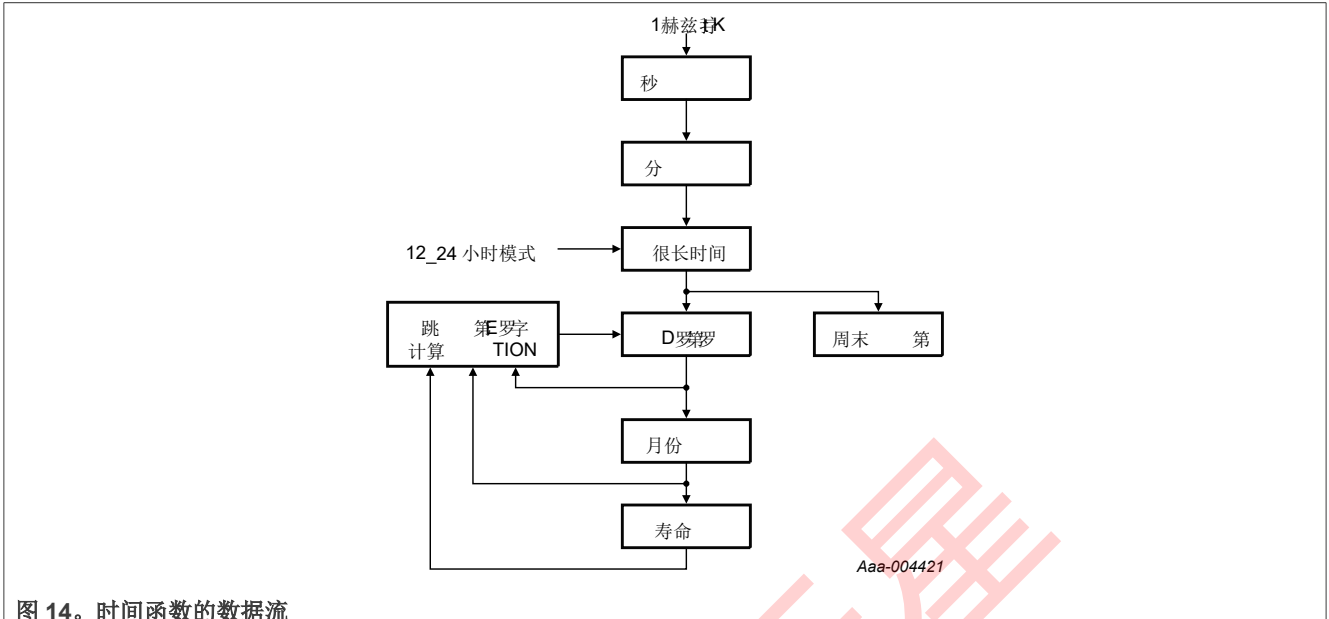 1赫兹
秒
分
12_24 小时模式
很长时间
跳
计算 TION
周末 第
月份
寿命
Aaa-004421
图 14。时间函数的数据流